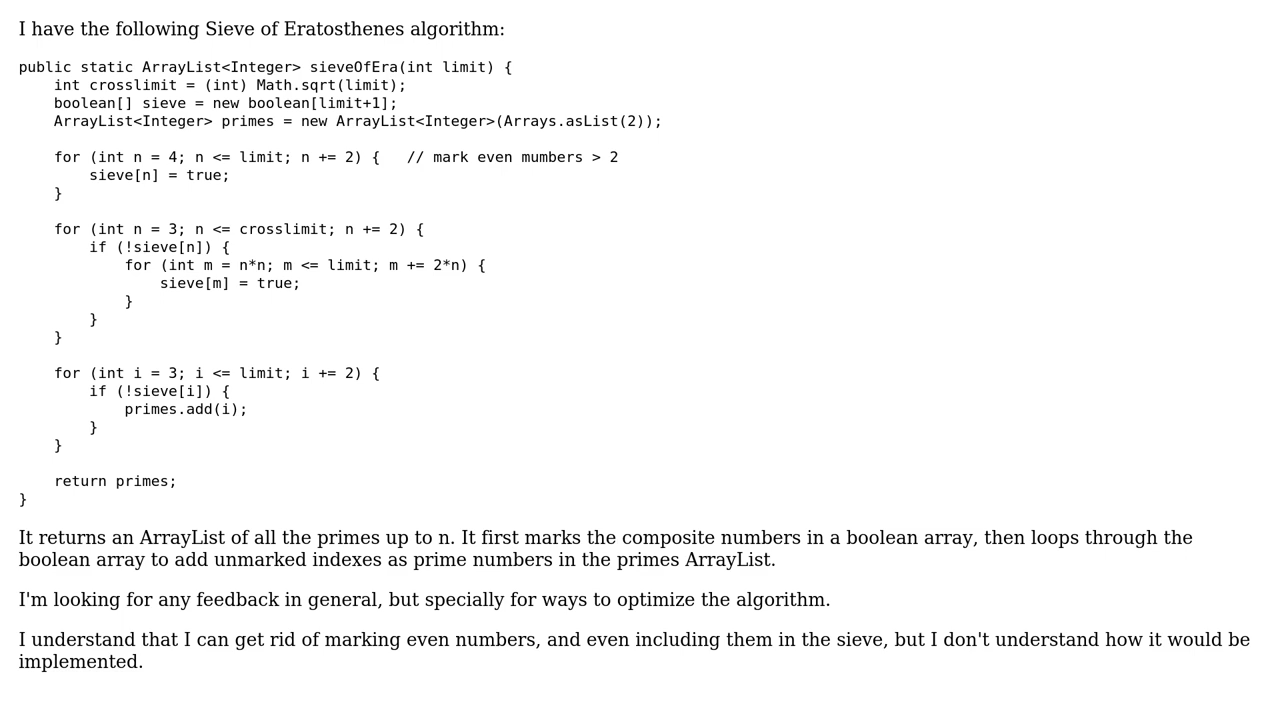 I have the following Sieve of Eratosthenes algorithm:
public static ArrayList<Integer> sieveOfEra(int limit) {
    int crosslimit = (int) Math.sqrt(limit);
    boolean[] sieve = new boolean[limit+1];
    ArrayList<Integer> primes = new ArrayList<Integer>(Arrays.asList(2));
    for (int n = 4; n <= limit; n += 2) {   // mark even mumbers > 2
        sieve[n] = true;
    }
    for (int n = 3; n <= crosslimit; n += 2) {
        if (!sieve[n]) {
            for (int m = n*n; m <= limit; m += 2*n) {
                sieve[m] = true;
            }
        }
    }
    for (int i = 3; i <= limit; i += 2) {
        if (!sieve[i]) {
            primes.add(i);
        }
    }
    return primes;
}
It returns an ArrayList of all the primes up to n. It first marks the composite numbers in a boolean array, then loops through the
boolean array to add unmarked indexes as prime numbers in the primes ArrayList.
I'm looking for any feedback in general, but specially for ways to optimize the algorithm.
I understand that I can get rid of marking even numbers, and even including them in the sieve, but I don't understand how it would be
implemented.